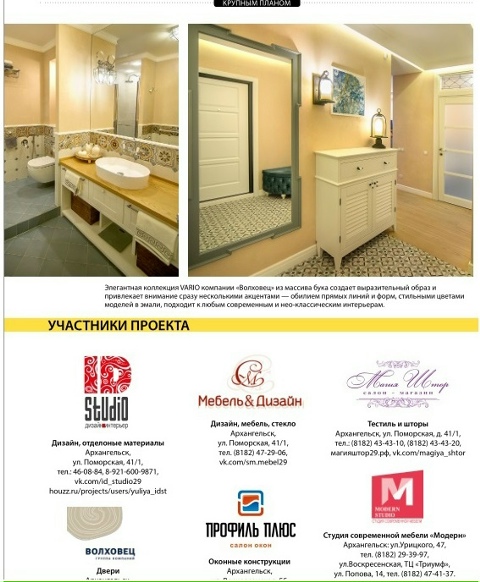 КРУПНЫМ ПЛАНОМ
Элегантная коллекция VARIO компании «Волховец» из массива бука создает выразительный образ и
привлекает внимание сразу несколькими акцентами — обилием прямых линий и форм, стильными цветами
моделей в эмали, подходит к любым современным и нео-классическим интерьерам.
УЧАСТНИКИ ПРОЕКТА
ID
STUDIO
дизайн интерьер
Дизайн, отделочные материалы
Архангельск,
ул. Поморская, 41/1,
тел.: 46-08-84, 8-921-600-9871,
vk.com/id_studio29
houzz.ru/projects/users/yuliya_idst
Мебель&Дизайн
Дизайн, мебель, стекло
Архангельск,
ул. Поморская, 41/1,
тел. (8182) 47-29-06,
vk.com/sm.mebel29
Магия Штор
салон - магазин
Тестиль и шторы
Архангельск, ул. Поморская, д. 41/1,
тел.: (8182) 43-43-10, (8182) 43-43-20,
магияштор29.рф, vk.com/magiya_shtor
ВОЛХОВЕЦ
Двери
ПРОФИЛЬ ПЛЮС
САЛОН ОКОН
Оконные конструкции
M
MODERN
STUDIO
Студия современной мебели «Модерн»
Архангельск: ул.Урицкого, 47,
тел. (8182) 29-39-97,
ул.Воскресенская, ТЦ «Триумф»,
ул. Попова, 14, тел. (8182) 47-41-37.